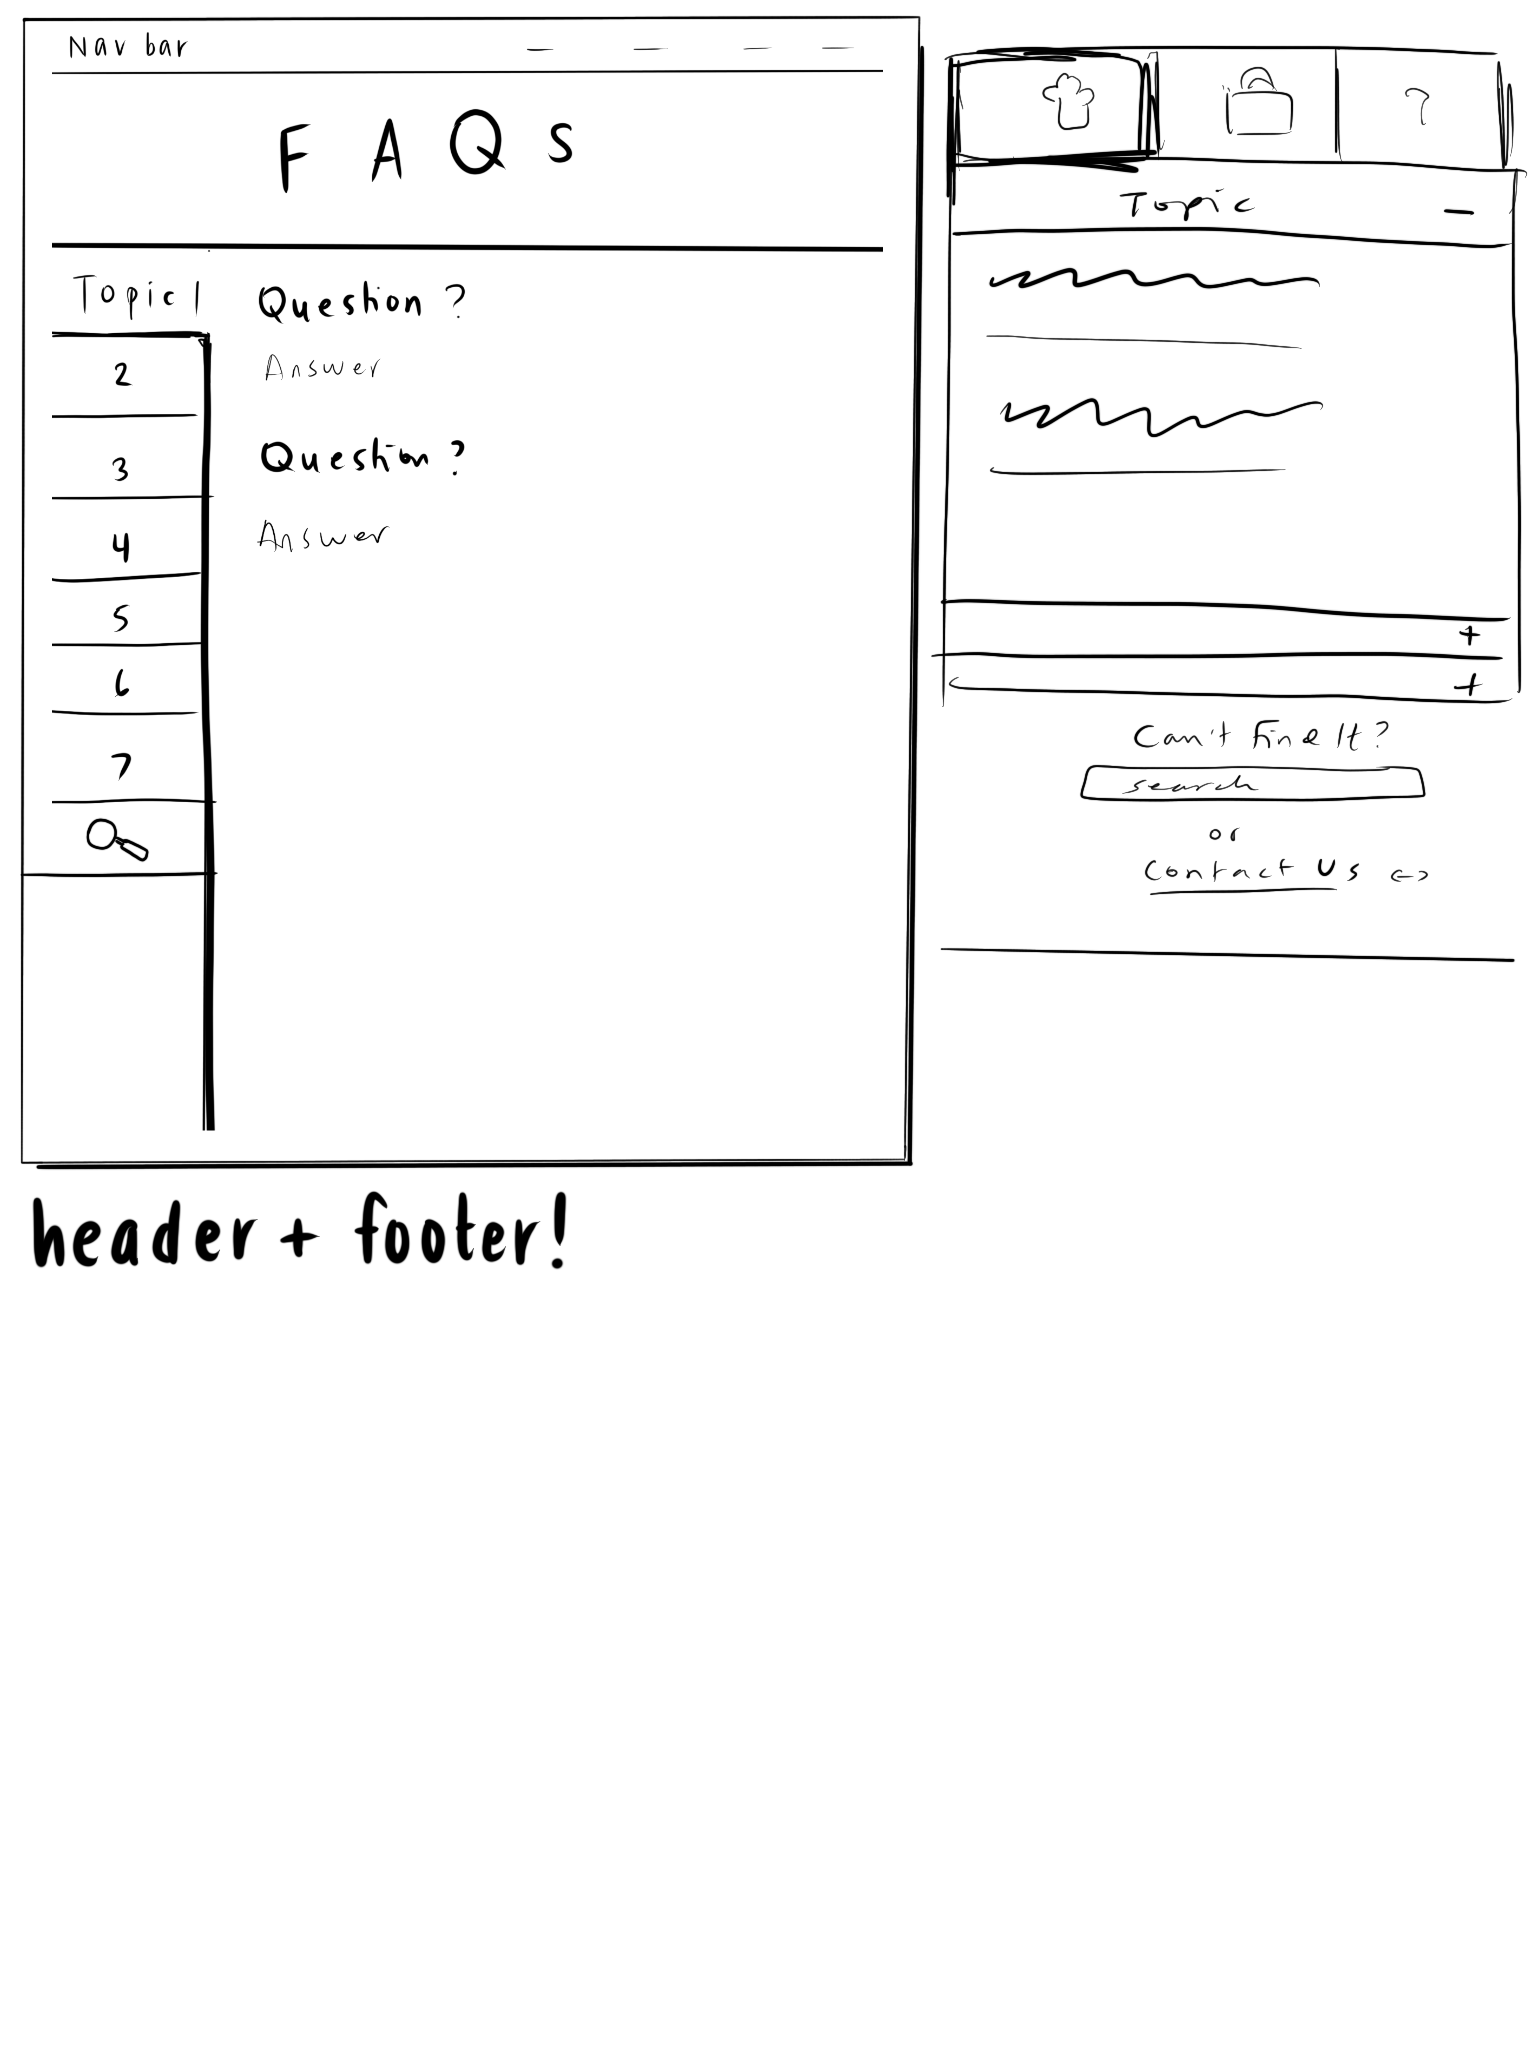 Nav bar
FAQs
Topic 1
2
3
4
5
6
7
Question?
Answer
Question?
Answer
header + footer!
?
Topic -
+
+
Can't Find It?
search
or
Contact Us